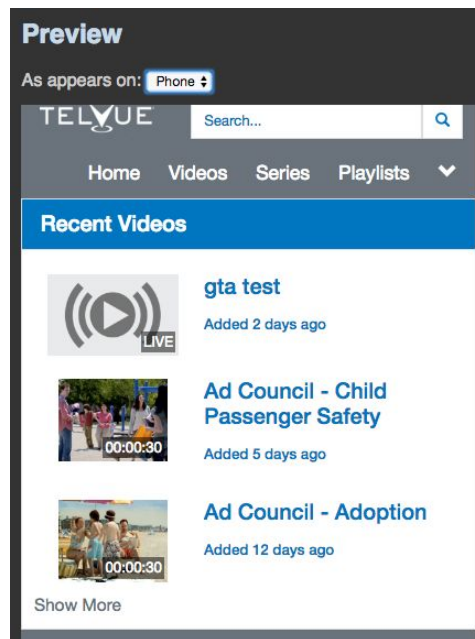 Preview
As appears on: Phone
TELVUE
Search...
Home Videos Series Playlists
Recent Videos
LIVE
gta test
Added 2 days ago
00:00:30
Ad Council - Child
Passenger Safety
Added 5 days ago
00:00:30
Ad Council - Adoption
Added 12 days ago
Show More